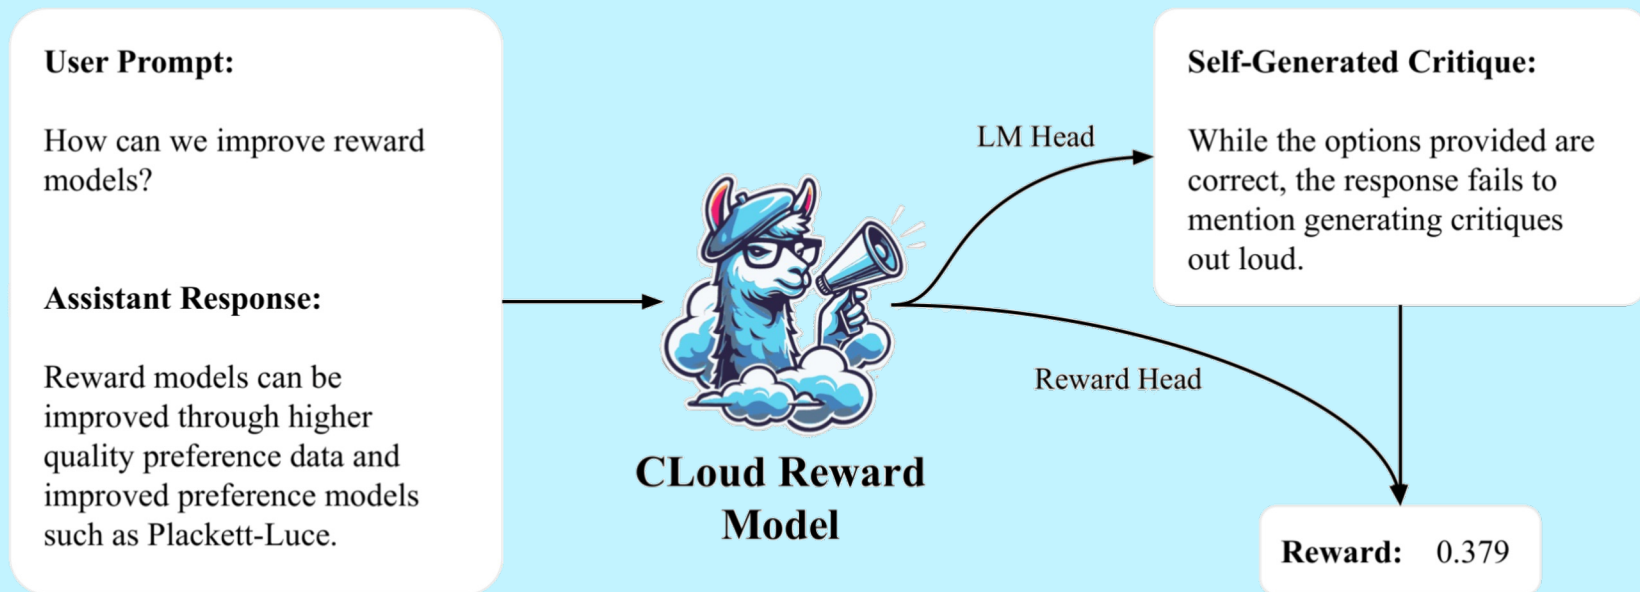 User Prompt:
How can we improve reward
models?
Assistant Response:
Reward models can be
improved through higher
quality preference data and
improved preference models
such as Plackett-Luce.
CLoud Reward
Model
LM Head
Reward Head
Self-Generated Critique:
While the options provided are
correct, the response fails to
mention generating critiques
out loud.
Reward: 0.379